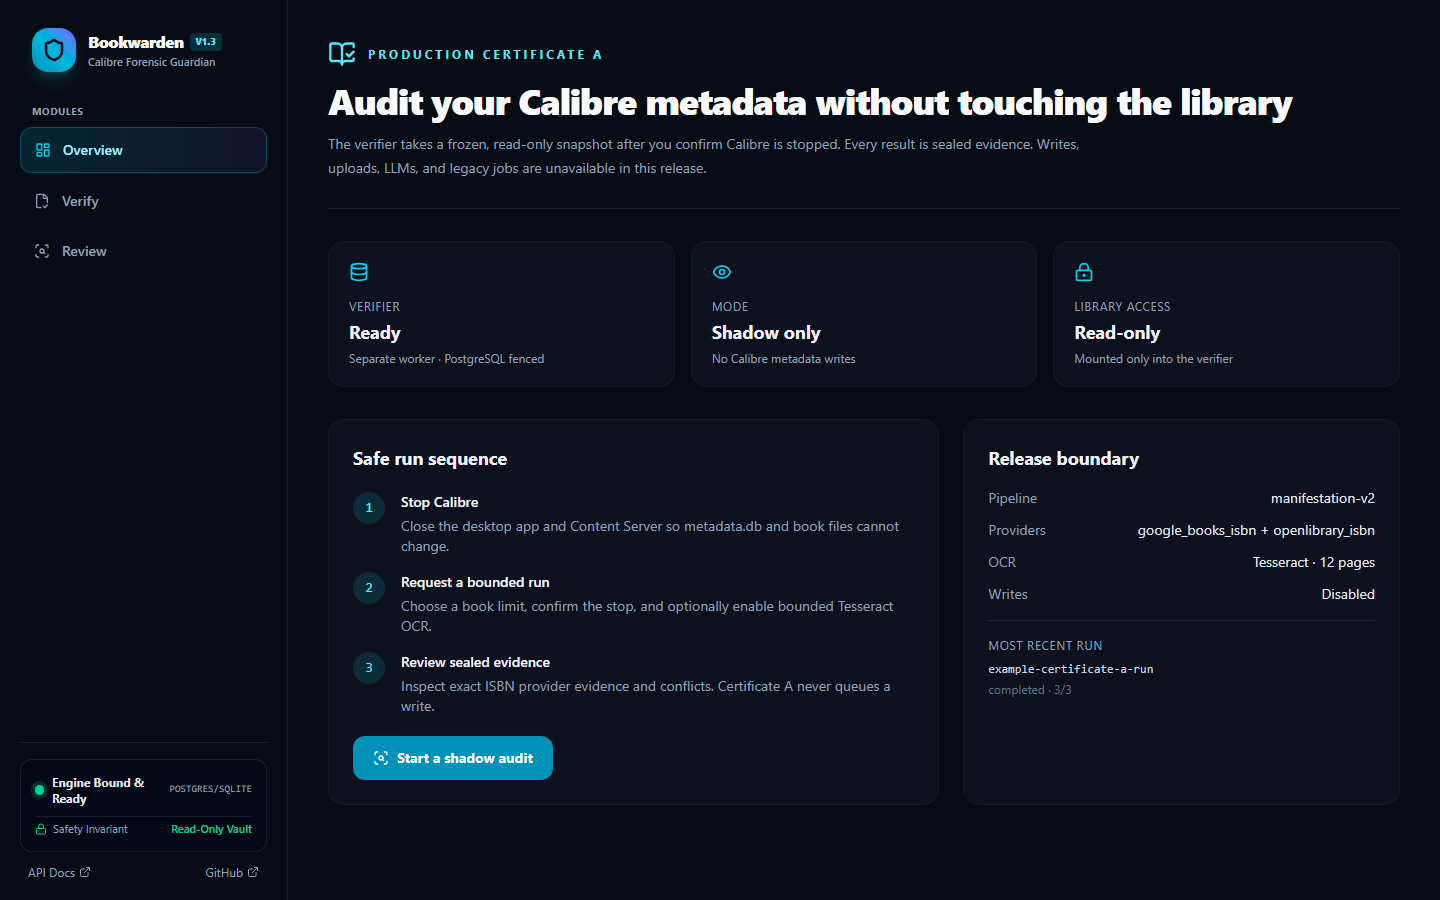 Bookwarden V1.3
Calibre Forensic Guardian
MODULES
Overview
Verify
Review
Engine Bound &
Ready
POSTGRES/SQLITE
Safety Invariant Read-Only Vault
API Docs GitHub
PRODUCTION CERTIFICATE A
Audit your Calibre metadata without touching the library
The verifier takes a frozen, read-only snapshot after you confirm Calibre is stopped. Every result is sealed evidence. Writes,
uploads, LLMs, and legacy jobs are unavailable in this release.
VERIFIER
Ready
Separate worker · PostgreSQL fenced
MODE
Shadow only
No Calibre metadata writes
LIBRARY ACCESS
Read-only
Mounted only into the verifier
Safe run sequence
1 Stop Calibre
Close the desktop app and Content Server so metadata.db and book files cannot
change.
2 Request a bounded run
Choose a book limit, confirm the stop, and optionally enable bounded Tesseract
OCR.
3 Review sealed evidence
Inspect exact ISBN provider evidence and conflicts. Certificate A never queues a
write.
Start a shadow audit
Release boundary
Pipeline manifestation-v2
Providers google_books_isbn + openlibrary_isbn
OCR Tesseract · 12 pages
Writes Disabled
MOST RECENT RUN
example-certificate-a-run
completed · 3/3